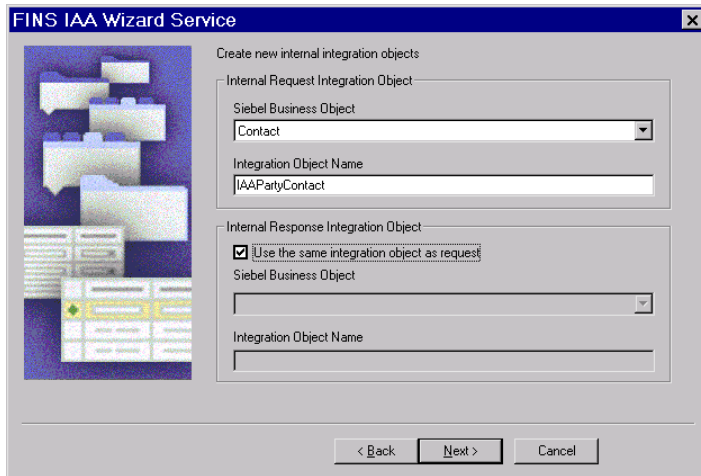 FINS IAA Wizard Service
Create new internal integration objects
Internal Request Integration Object
Siebel Business Object
Contact
Integration Object Name
IAAPartyContact
Internal Response Integration Object
Use the same integration object as request
Siebel Business Object
Integration Object Name
< Back Next > Cancel